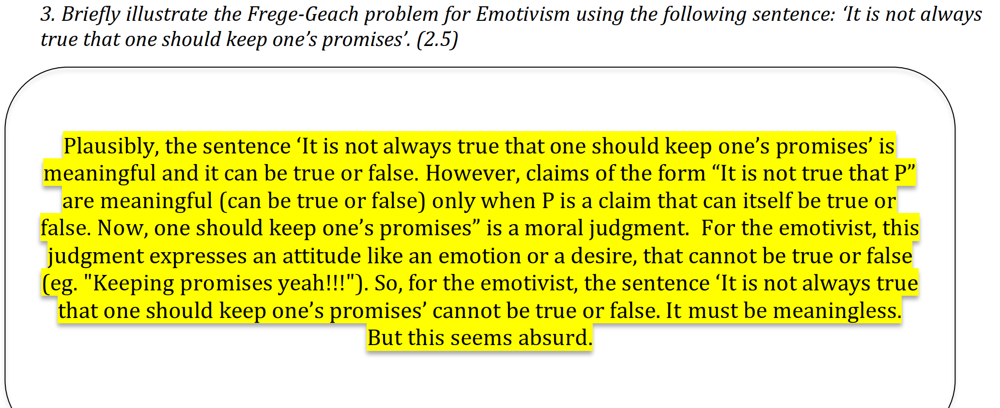 3. Briefly illustrate the Frege-Geach problem for Emotivism using the following sentence: ‘It is not always
true that one should keep one’s promises’. (2.5)
Plausibly, the sentence ‘It is not always true that one should keep one’s promises’ is
meaningful and it can be true or false. However, claims of the form “It is not true that P”
are meaningful (can be true or false) only when P is a claim that can itself be true or
false. Now, one should keep one’s promises” is a moral judgment.  For the emotivist, this
judgment expresses an attitude like an emotion or a desire, that cannot be true or false
(eg. "Keeping promises yeah!!!"). So, for the emotivist, the sentence ‘It is not always true
that one should keep one’s promises’ cannot be true or false. It must be meaningless.
But this seems absurd.